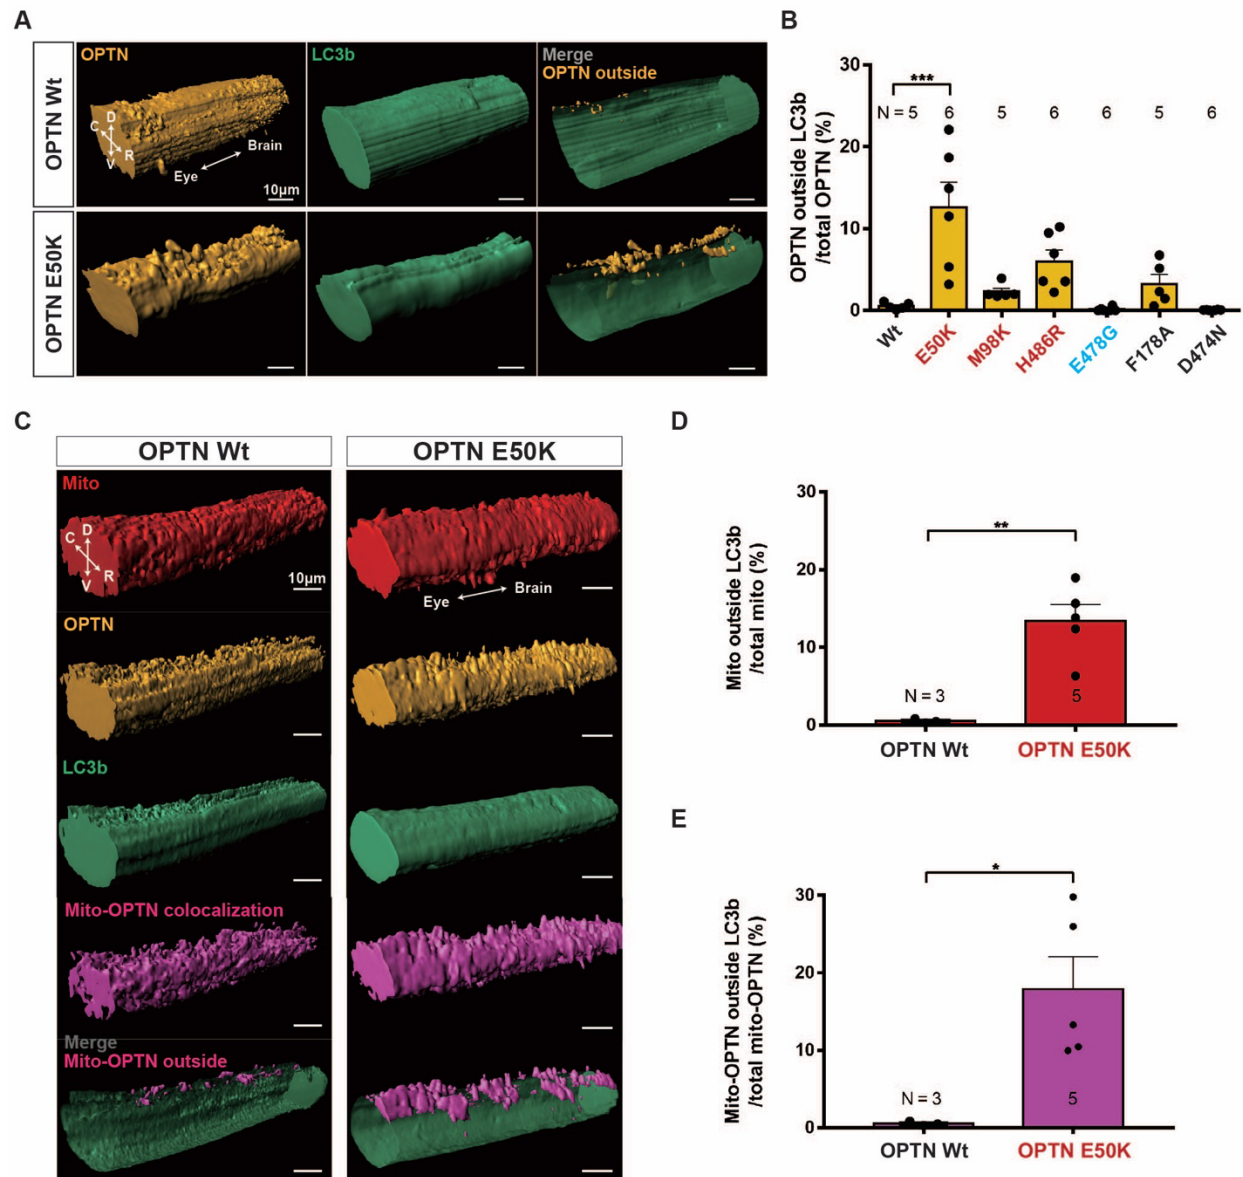 A
OPTN Wt
OPTN
C
D
R
V
Eye
Brain
10μm
LC3b
Merge
OPTN outside
OPTN E50K
B
OPTN outside LC3b
/total OPTN (%)
30
20
10
0
***
N = 5
6
5
6
6
5
6
Wt
E50K
M98K
H486R
E478G
F178A
D474N
C
OPTN Wt
OPTN E50K
Mito
C
D
R
V
10μm
Eye
Brain
OPTN
LC3b
Mito-OPTN colocalization
Merge
Mito-OPTN outside
D
Mito outside LC3b
/total mito (%)
30
20
10
0
**
N = 3
5
OPTN Wt
OPTN E50K
E
Mito-OPTN outside LC3b
/total mito-OPTN (%)
30
20
10
0
*
N = 3
5
OPTN Wt
OPTN E50K